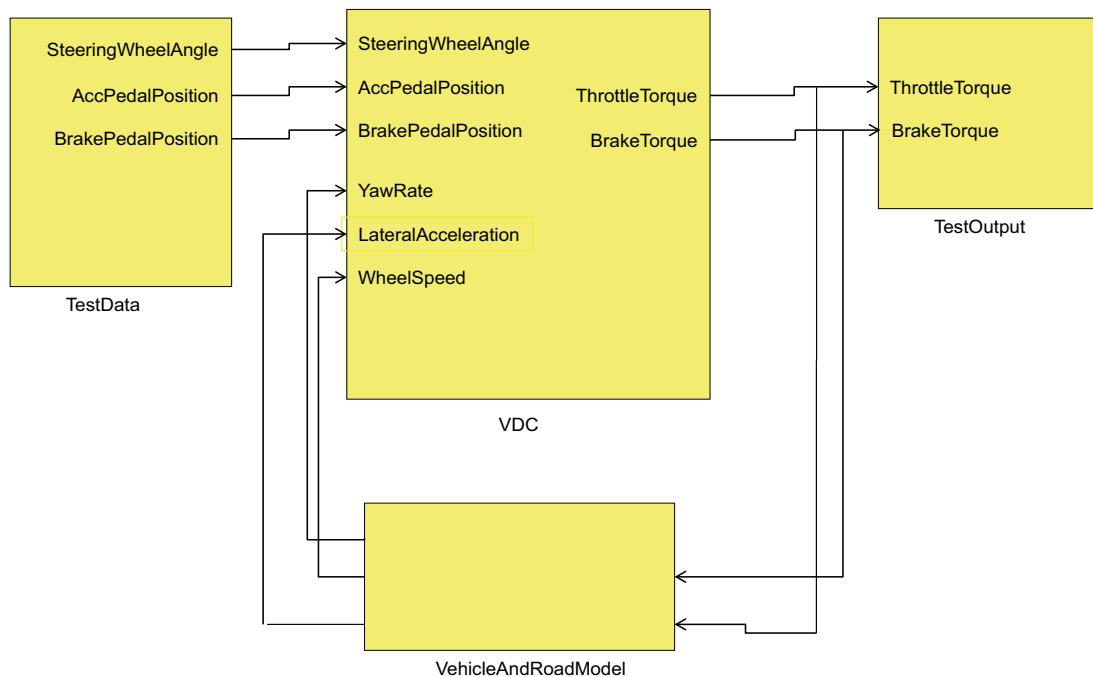 SteeringWheelAngle
AccPedalPosition
BrakePedalPosition
TestData
SteeringWheelAngle
AccPedalPosition
BrakePedalPosition
YawRate
LateralAcceleration
WheelSpeed
ThrottleTorque
BrakeTorque
VDC
ThrottleTorque
BrakeTorque
TestOutput
VehicleAndRoadModel